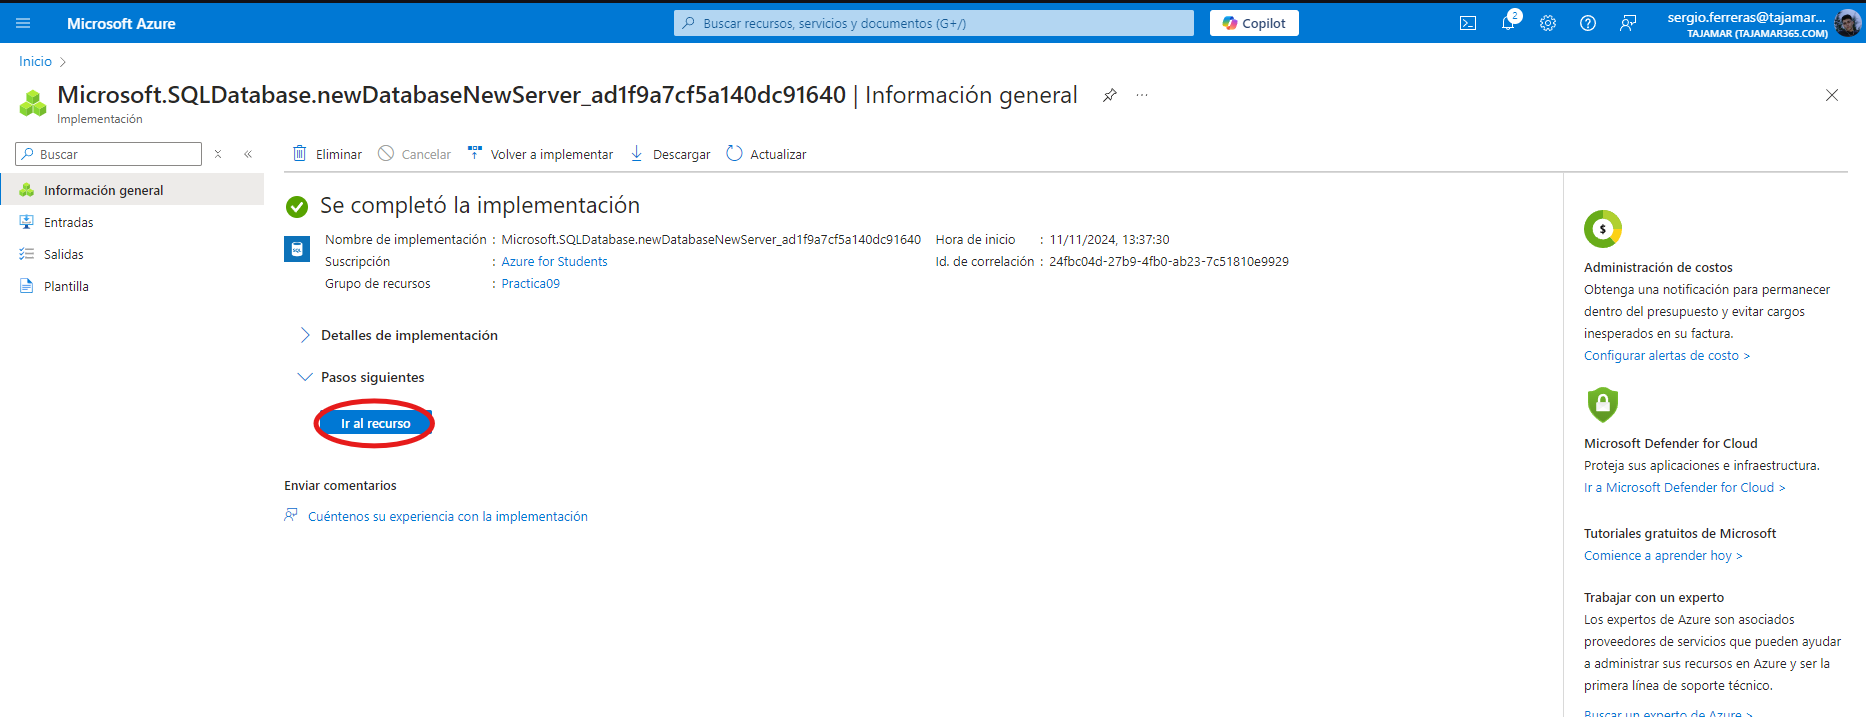 Microsoft Azure
Buscar recursos, servicios y documentos (G+/)
Copilot
2
sergio.ferreras@tajamar...
TAJAMAR (TAJAMAR365.COM)
Inicio >
Microsoft.SQLDatabase.newDatabaseNewServer_ad1f9a7cf5a140dc91640 | Información general
...
Implementación
Buscar
Eliminar
Cancelar
Volver a implementar
Descargar
Actualizar
Información general
Entradas
Salidas
Plantilla
Se completó la implementación
SQL
Nombre de implementación : Microsoft.SQLDatabase.newDatabaseNewServer_ad1f9a7cf5a140dc91640
Suscripción : Azure for Students
Grupo de recursos : Practica09
Hora de inicio : 11/11/2024, 13:37:30
Id. de correlación : 24fbc04d-27b9-4fb0-ab23-7c51810e9929
Detalles de implementación
Pasos siguientes
Ir al recurso
Enviar comentarios
Cuéntenos su experiencia con la implementación
$
Administración de costos
Obtenga una notificación para permanecer
dentro del presupuesto y evitar cargos
inesperados en su factura.
Configurar alertas de costo >
Microsoft Defender for Cloud
Proteja sus aplicaciones e infraestructura.
Ir a Microsoft Defender for Cloud >
Tutoriales gratuitos de Microsoft
Comience a aprender hoy >
Trabajar con un experto
Los expertos de Azure son asociados
proveedores de servicios que pueden ayudar
a administrar sus recursos en Azure y ser la
primera línea de soporte técnico.
Buscar un experto de Azure >